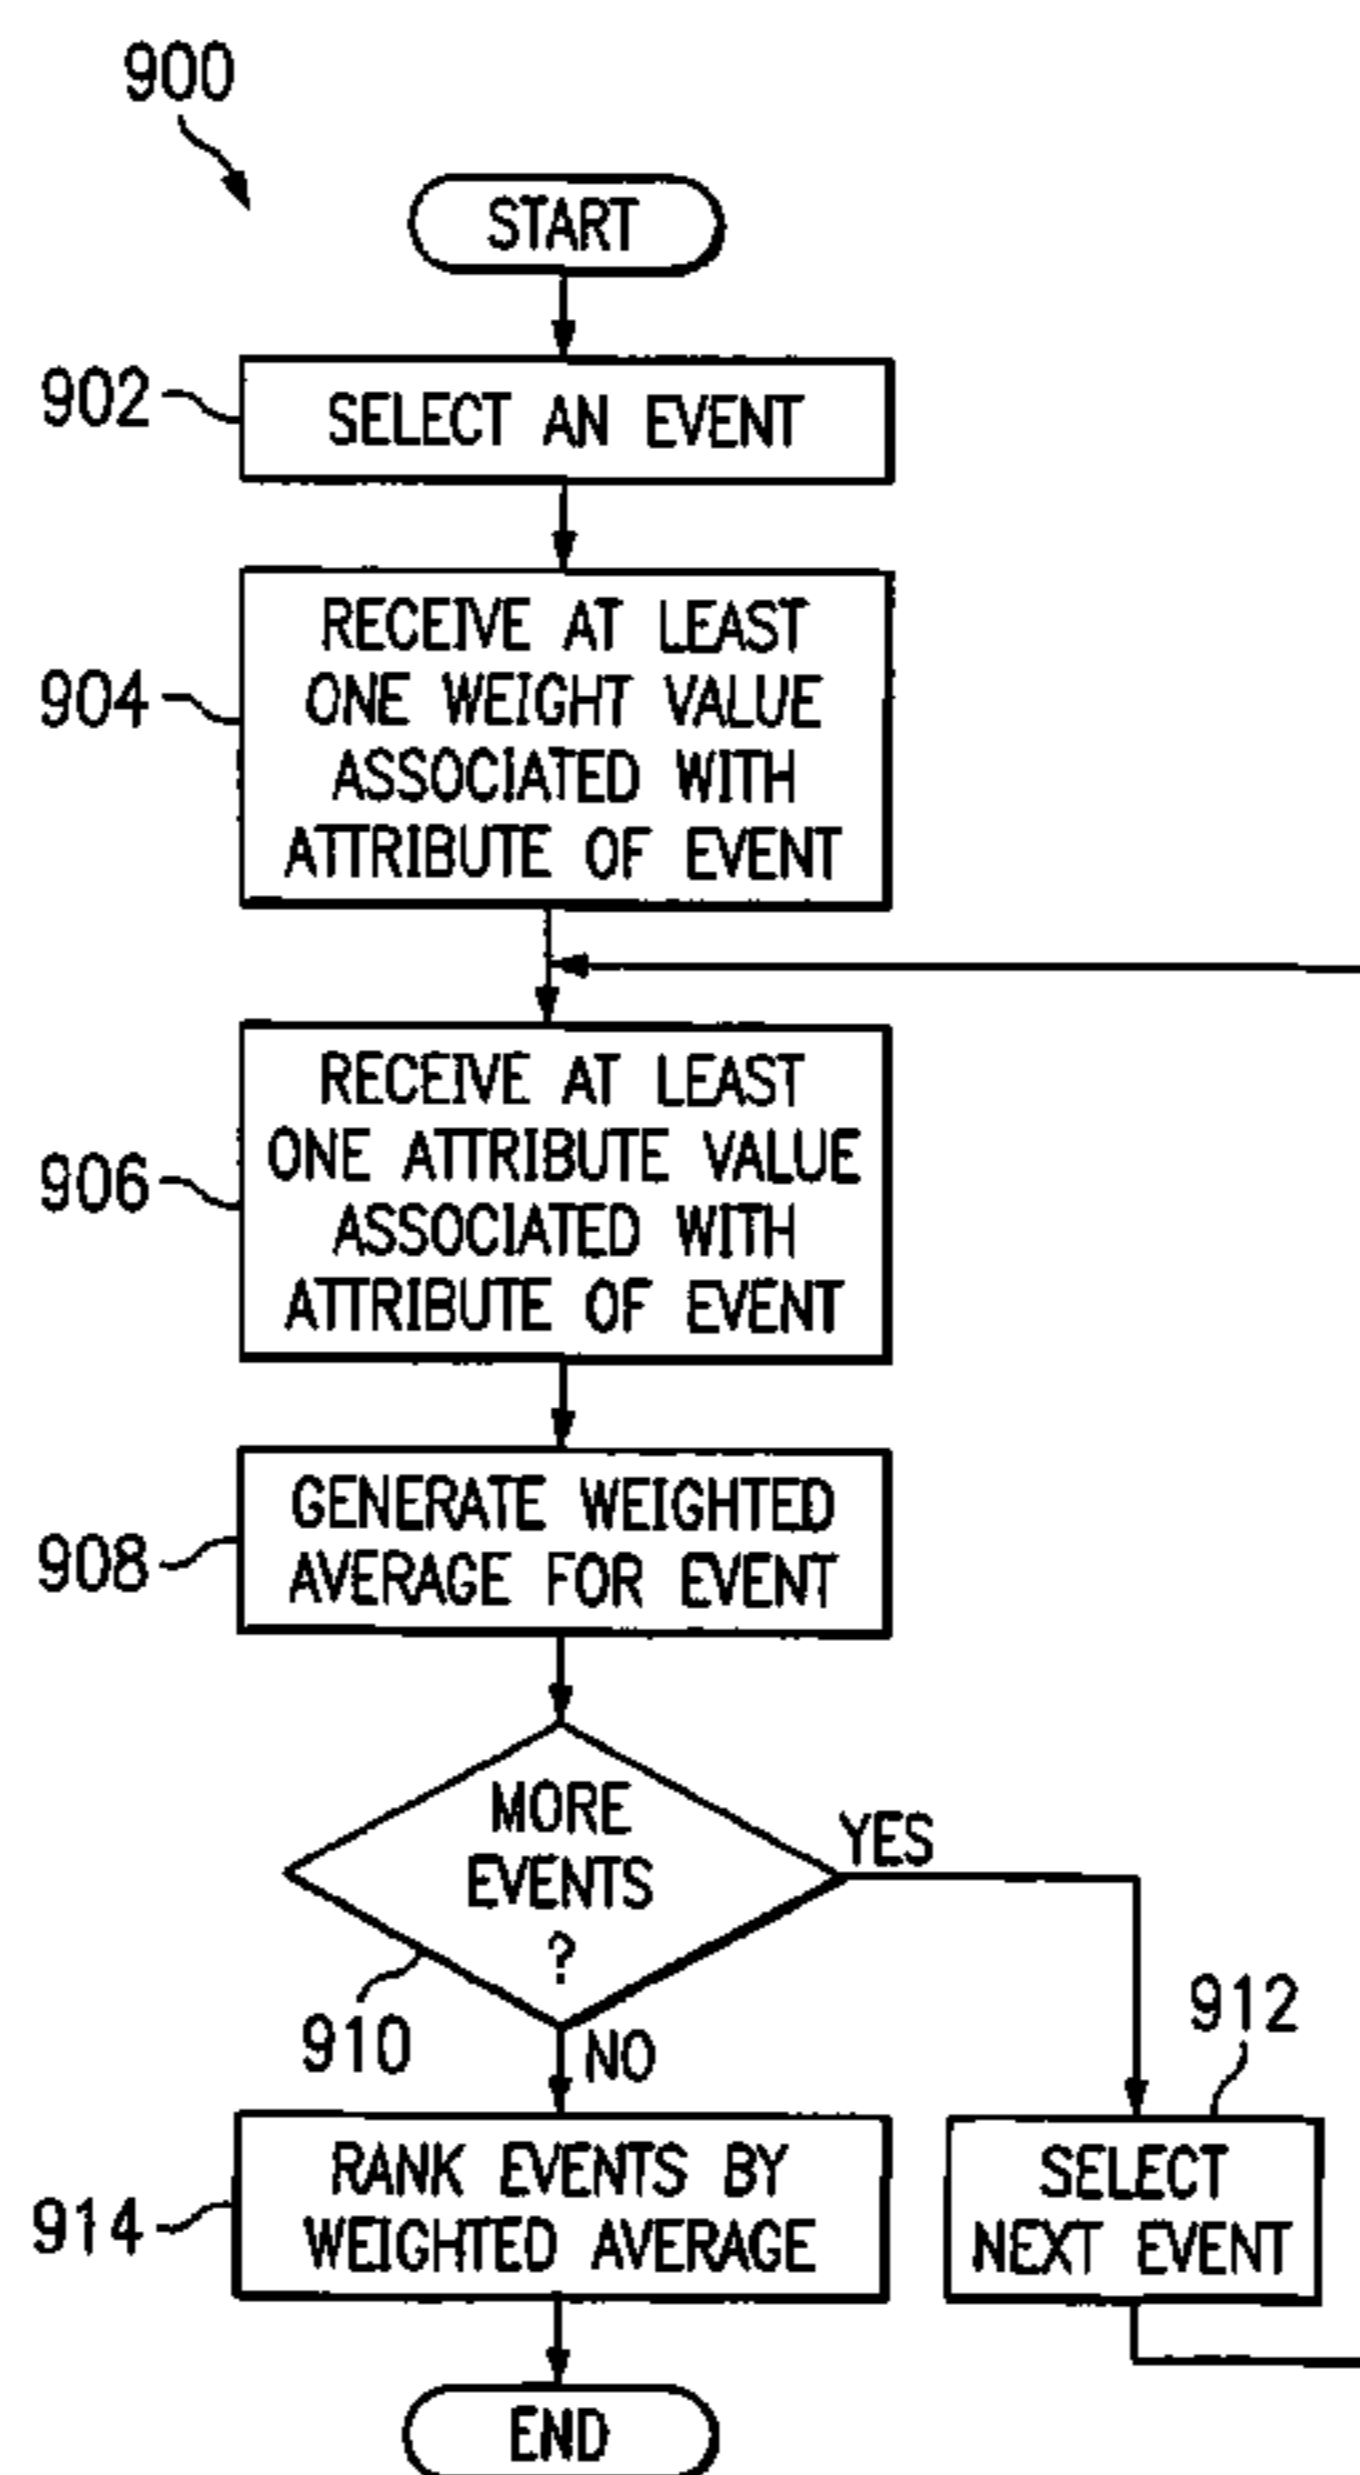 900
START
902
SELECT AN EVENT
904
RECEIVE AT LEAST
ONE WEIGHT VALUE
ASSOCIATED WITH
ATTRIBUTE OF EVENT
906
RECEIVE AT LEAST
ONE ATTRIBUTE VALUE
ASSOCIATED WITH
ATTRIBUTE OF EVENT
908
GENERATE WEIGHTED
AVERAGE FOR EVENT
MORE
EVENTS
?
910
YES
NO
912
SELECT
NEXT EVENT
914
RANK EVENTS BY
WEIGHTED AVERAGE
END